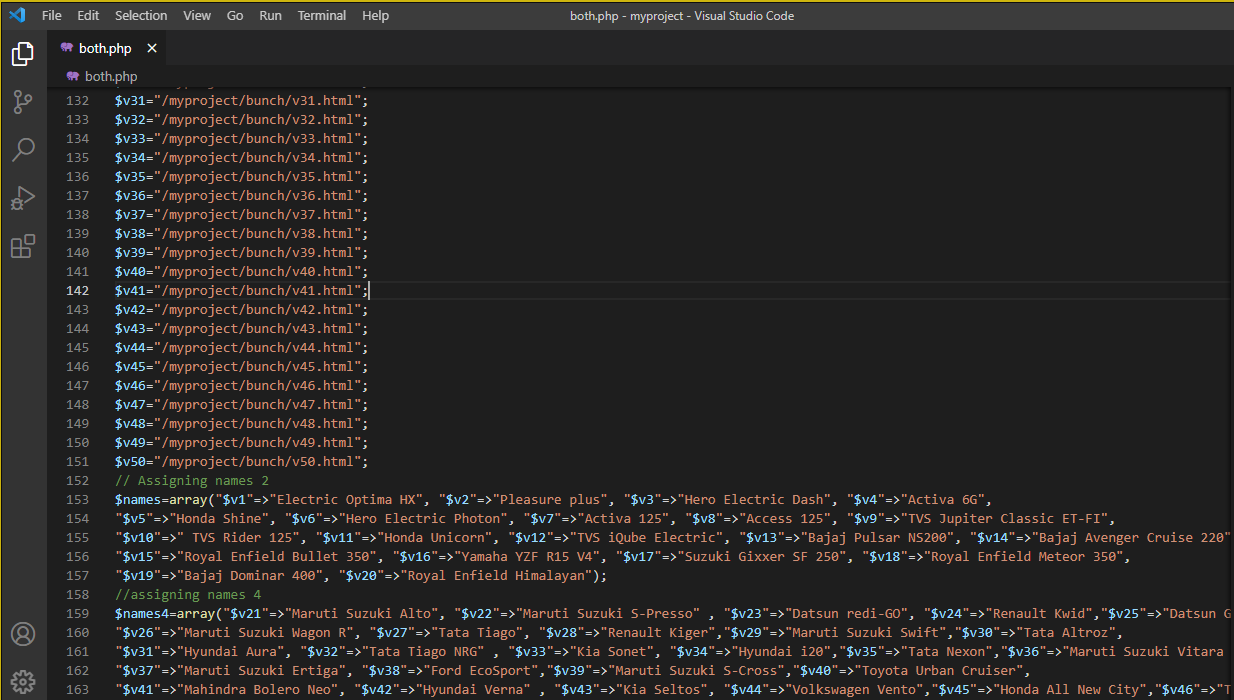 File Edit Selection View Go Run Terminal Help both.php - myproject - Visual Studio Code
both.php
both.php
132 $v31="/myproject/bunch/v31.html";
133 $v32="/myproject/bunch/v32.html";
134 $v33="/myproject/bunch/v33.html";
135 $v34="/myproject/bunch/v34.html";
136 $v35="/myproject/bunch/v35.html";
137 $v36="/myproject/bunch/v36.html";
138 $v37="/myproject/bunch/v37.html";
139 $v38="/myproject/bunch/v38.html";
140 $v39="/myproject/bunch/v39.html";
141 $v40="/myproject/bunch/v40.html";
142 $v41="/myproject/bunch/v41.html";
143 $v42="/myproject/bunch/v42.html";
144 $v43="/myproject/bunch/v43.html";
145 $v44="/myproject/bunch/v44.html";
146 $v45="/myproject/bunch/v45.html";
147 $v46="/myproject/bunch/v46.html";
148 $v47="/myproject/bunch/v47.html";
149 $v48="/myproject/bunch/v48.html";
150 $v49="/myproject/bunch/v49.html";
151 $v50="/myproject/bunch/v50.html";
152 // Assigning names 2
153 $names=array("$v1"=>"Electric Optima HX", "$v2"=>"Pleasure plus", "$v3"=>"Hero Electric Dash", "$v4"=>"Activa 6G",
154 "$v5"=>"Honda Shine", "$v6"=>"Hero Electric Photon", "$v7"=>"Activa 125", "$v8"=>"Access 125", "$v9"=>"TVS Jupiter Classic ET-FI",
155 "$v10"=>" TVS Rider 125", "$v11"=>"Honda Unicorn", "$v12"=>"TVS iQube Electric", "$v13"=>"Bajaj Pulsar NS200", "$v14"=>"Bajaj Avenger Cruise 220"
156 "$v15"=>"Royal Enfield Bullet 350", "$v16"=>"Yamaha YZF R15 V4", "$v17"=>"Suzuki Gixxer SF 250", "$v18"=>"Royal Enfield Meteor 350",
157 "$v19"=>"Bajaj Dominar 400", "$v20"=>"Royal Enfield Himalayan");
158 //assigning names 4
159 $names4=array("$v21"=>"Maruti Suzuki Alto", "$v22"=>"Maruti Suzuki S-Presso" , "$v23"=>"Datsun redi-GO", "$v24"=>"Renault Kwid","$v25"=>"Datsun G
160 "$v26"=>"Maruti Suzuki Wagon R", "$v27"=>"Tata Tiago", "$v28"=>"Renault Kiger","$v29"=>"Maruti Suzuki Swift","$v30"=>"Tata Altroz",
161 "$v31"=>"Hyundai Aura", "$v32"=>"Tata Tiago NRG" , "$v33"=>"Kia Sonet", "$v34"=>"Hyundai i20","$v35"=>"Tata Nexon","$v36"=>"Maruti Suzuki Vitara
162 "$v37"=>"Maruti Suzuki Ertiga", "$v38"=>"Ford EcoSport","$v39"=>"Maruti Suzuki S-Cross","$v40"=>"Toyota Urban Cruiser",
163 "$v41"=>"Mahindra Bolero Neo", "$v42"=>"Hyundai Verna" , "$v43"=>"Kia Seltos", "$v44"=>"Volkswagen Vento","$v45"=>"Honda All New City","$v46"=>"T